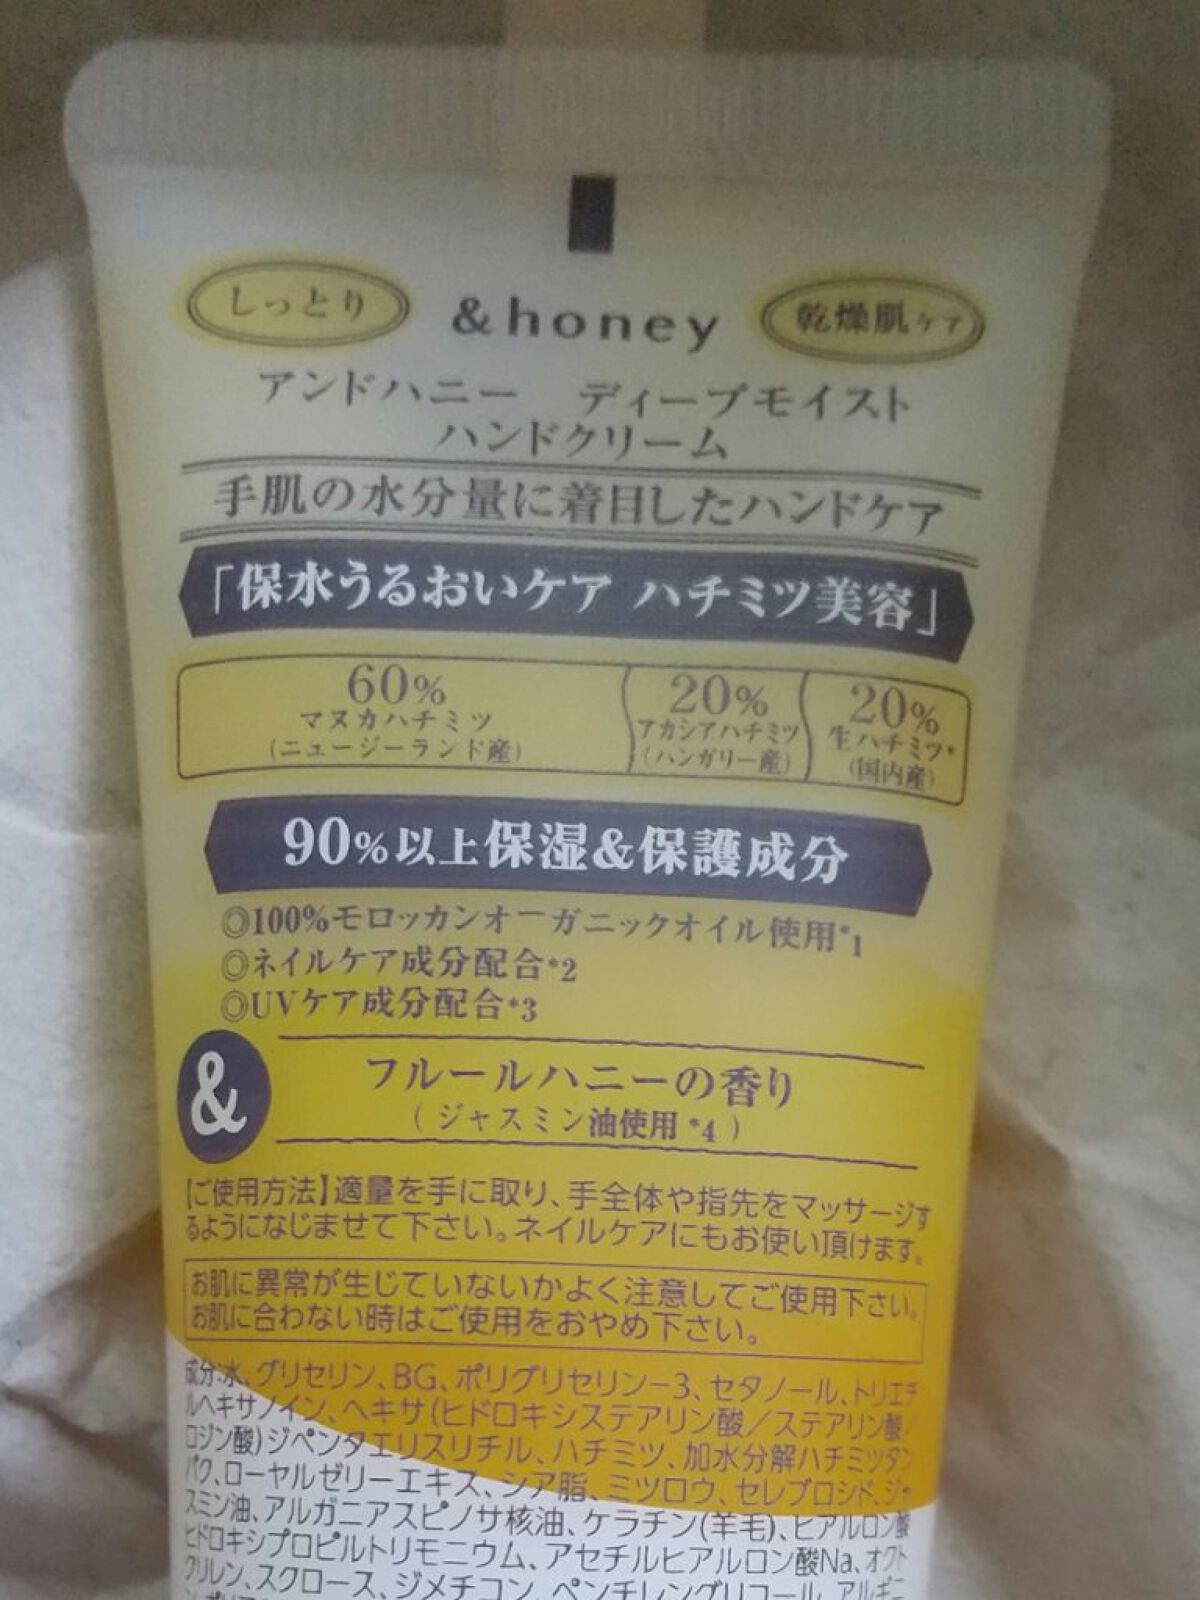 しっとり &honey 乾燥肌ケア
アンドハニー ディープモイスト
ハンドクリーム
手肌の水分量に着目したハンドケア
「保水うるおいケア ハチミツ美容」
60% 20% 20%
マヌカハチミツ アカシアハチミツ 生ハチミツ*
(ニュージーランド産) (ハンガリー産) (国内産)
90%以上保湿&保護成分
◎100%モロッカンオーガニックオイル使用*1
◎ネイルケア成分配合*2
◎UVケア成分配合*3
& フルールハニーの香り
(ジャスミン油使用*4)
【ご使用方法】適量を手に取り、手全体や指先をマッサージす
るようになじませて下さい。ネイルケアにもお使い頂けます。
お肌に異常が生じていないかよく注意してご使用下さい。
お肌に合わない時はご使用をおやめ下さい。
成分:水、グリセリン、BG、ポリグリセリン-3、セタノール、トリエチ
ルヘキサノイン、ヘキサ(ヒドロキシステアリン酸/ステアリン酸/
ロジン酸)ジペンタエリスリチル、ハチミツ、加水分解ハチミツタン
パク、ローヤルゼリーエキス、シア脂、ミツロウ、セレブロシド、ジャ
スミン油、アルガニアスピノサ核油、ケラチン(羊毛)、ヒアルロン酸
ヒドロキシプロピルトリモニウム、アセチルヒアルロン酸Na、オクト
クリレン、スクロース、ジメチコン、ペンチレングリコール、アルギニ